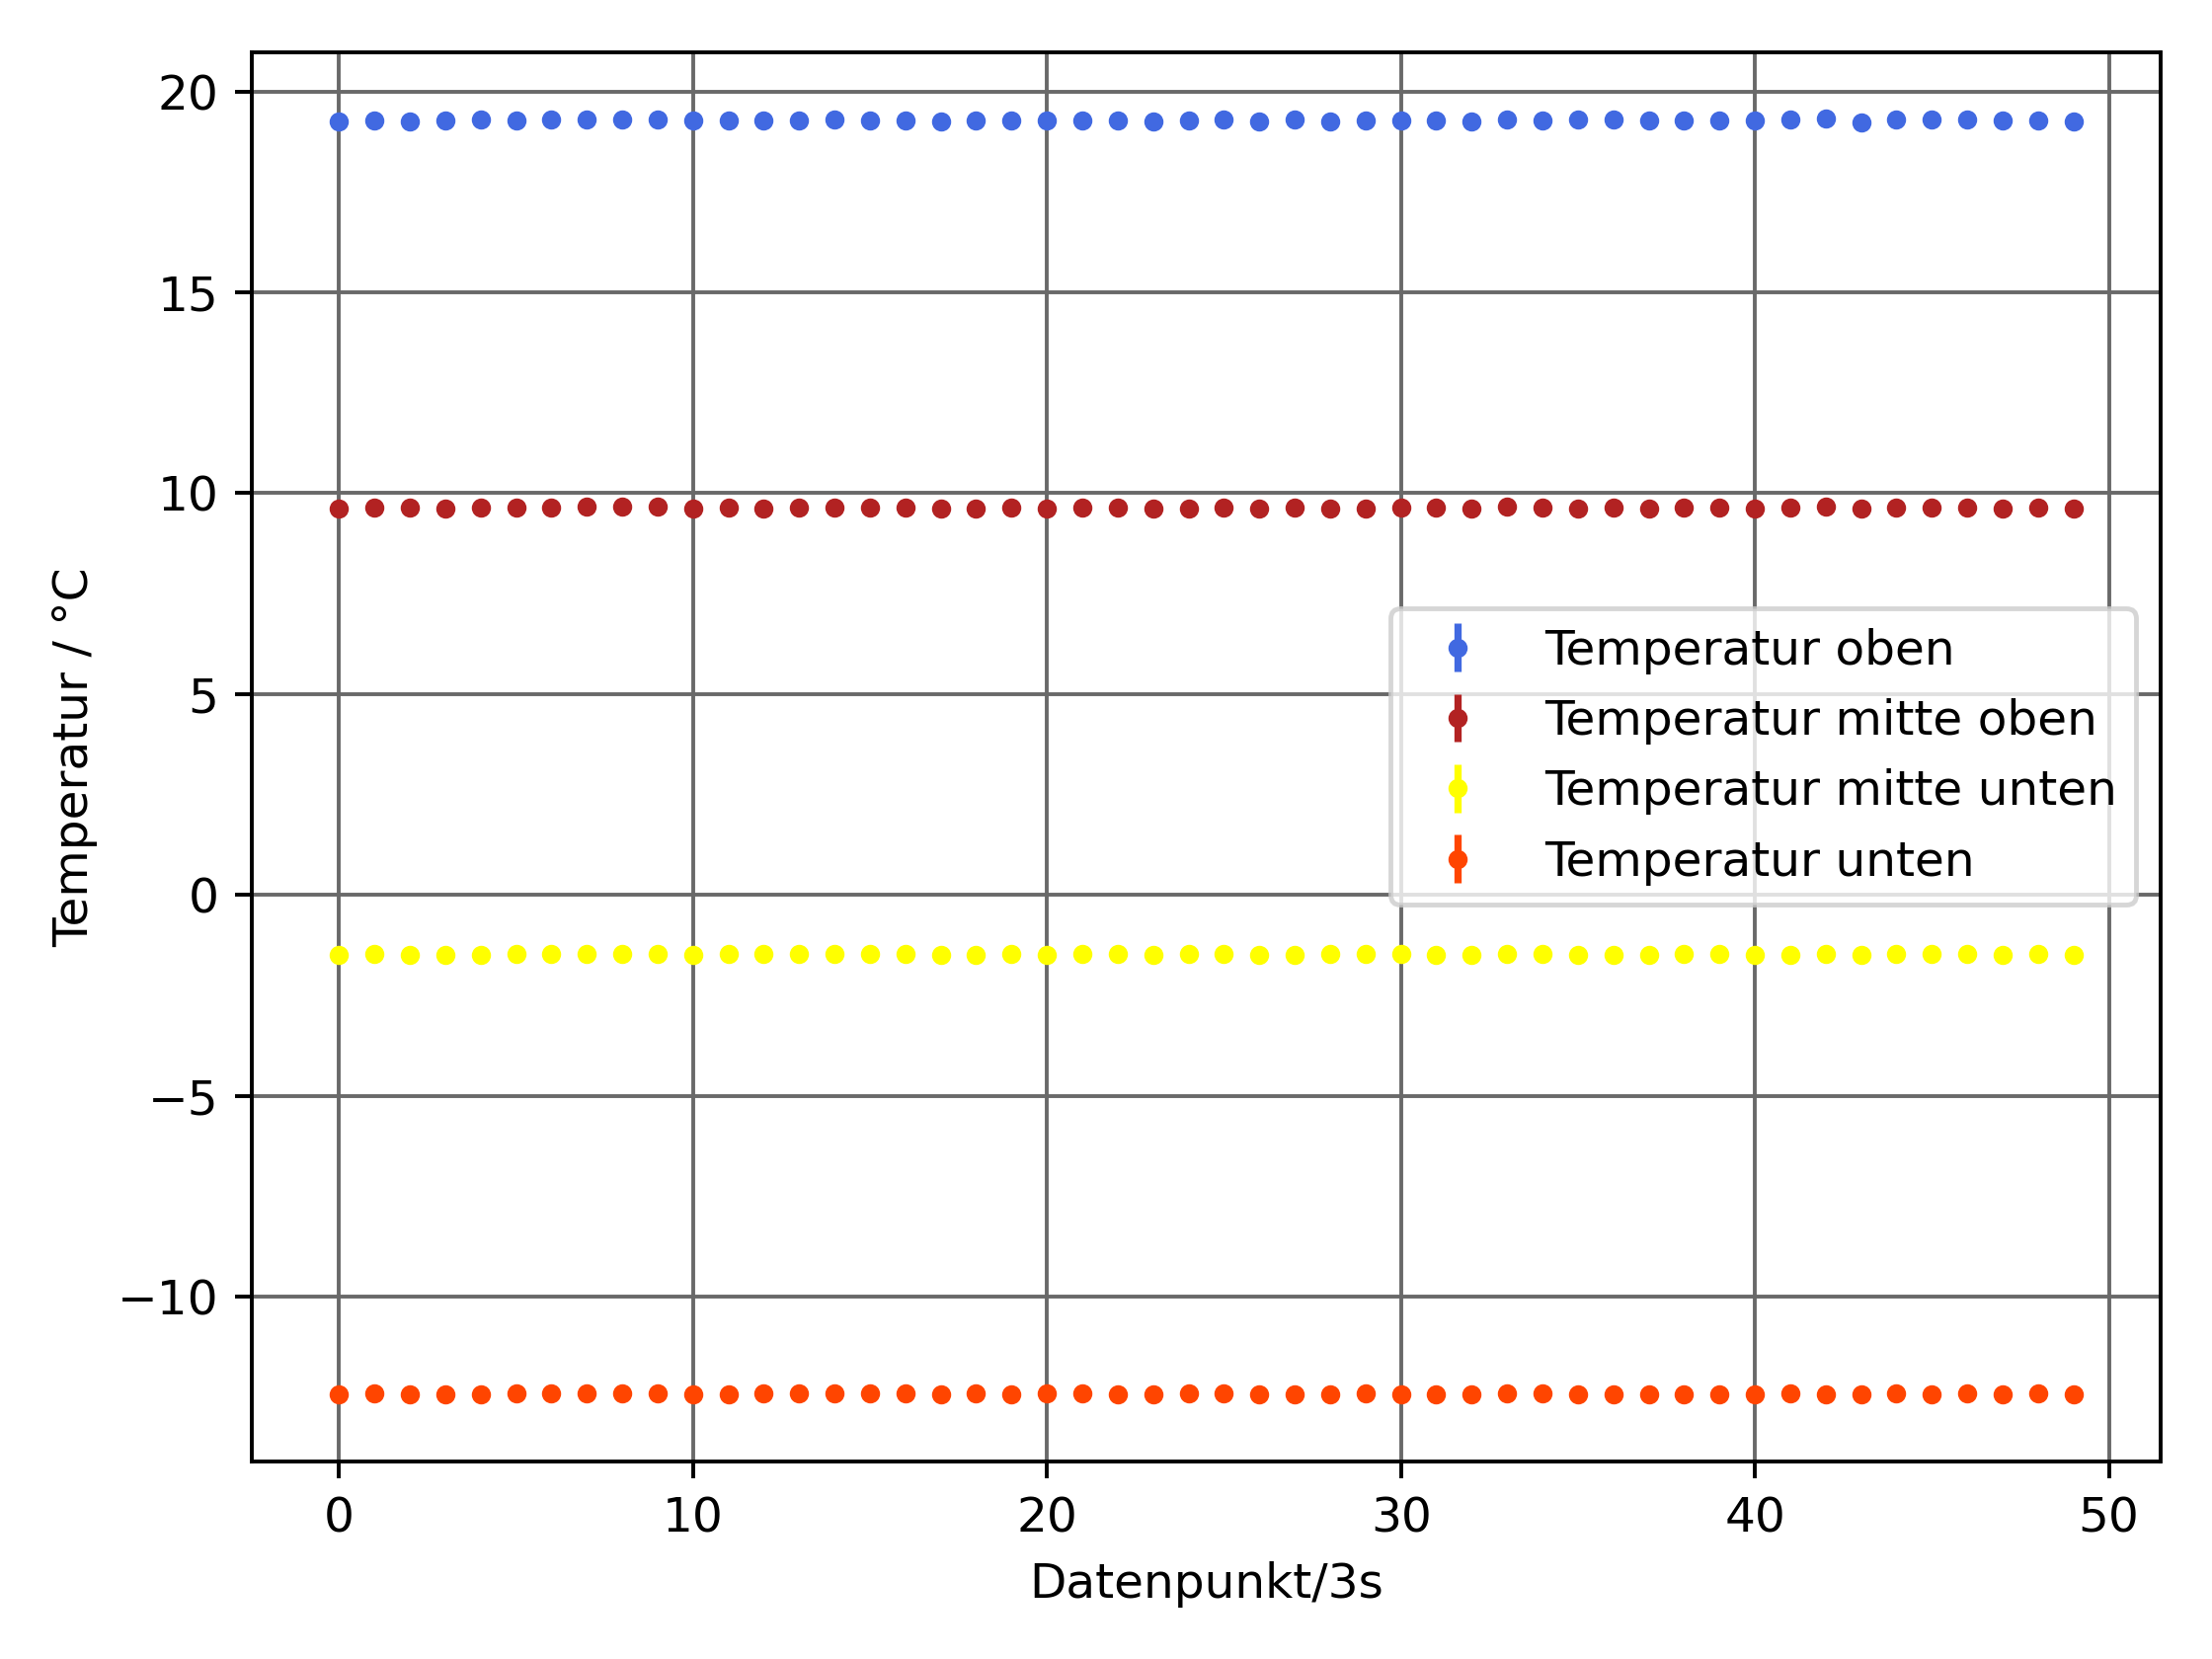 20
15
10
5
0
−5
−10
Temperatur / °C
Temperatur oben
Temperatur mitte oben
Temperatur mitte unten
Temperatur unten
0 10 20 30 40 50
Datenpunkt/3s